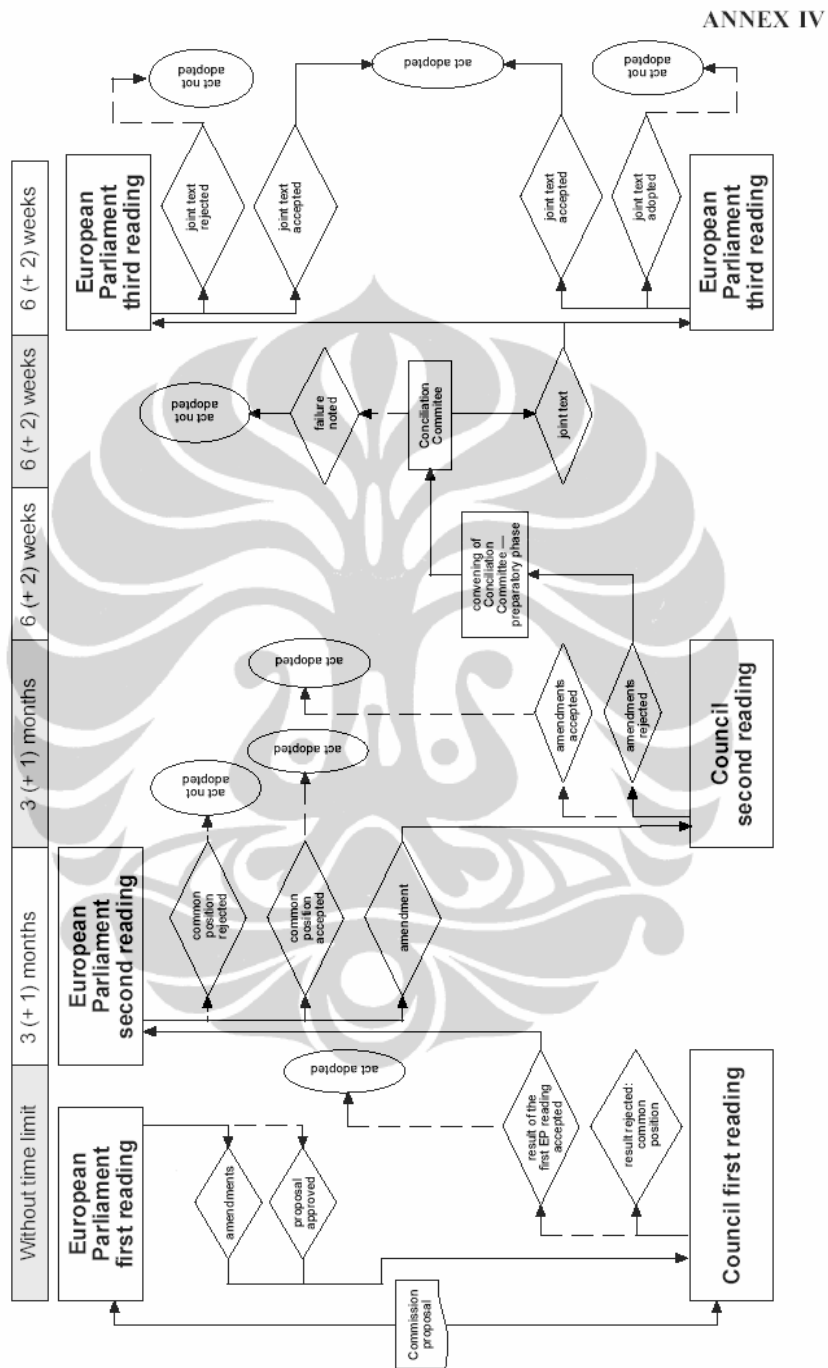 ANNEX IV
Without time limit
3 (+ 1) months
3 (+ 1) months
6 (+ 2) weeks
6 (+ 2) weeks
6 (+ 2) weeks
European
Parliament
first reading
European
Parliament
second reading
European
Parliament
third reading
amendments
proposal
approved
Commission
proposal
act adopted
result of the
first EP reading
accepted
result rejected:
common
position
Council first reading
common
position
rejected
act not
adopted
common
position
accepted
act adopted
amendment
act adopted
amendments
accepted
amendments
rejected
Council
second reading
convening of
Conciliation
Committee —
preparatory phase
act not
adopted
failure
noted
Conciliation
Commitee
joint text
joint text
rejected
act not
adopted
joint text
accepted
act adopted
joint text
accepted
joint text
adopted
act not
adopted
European
Parliament
third reading